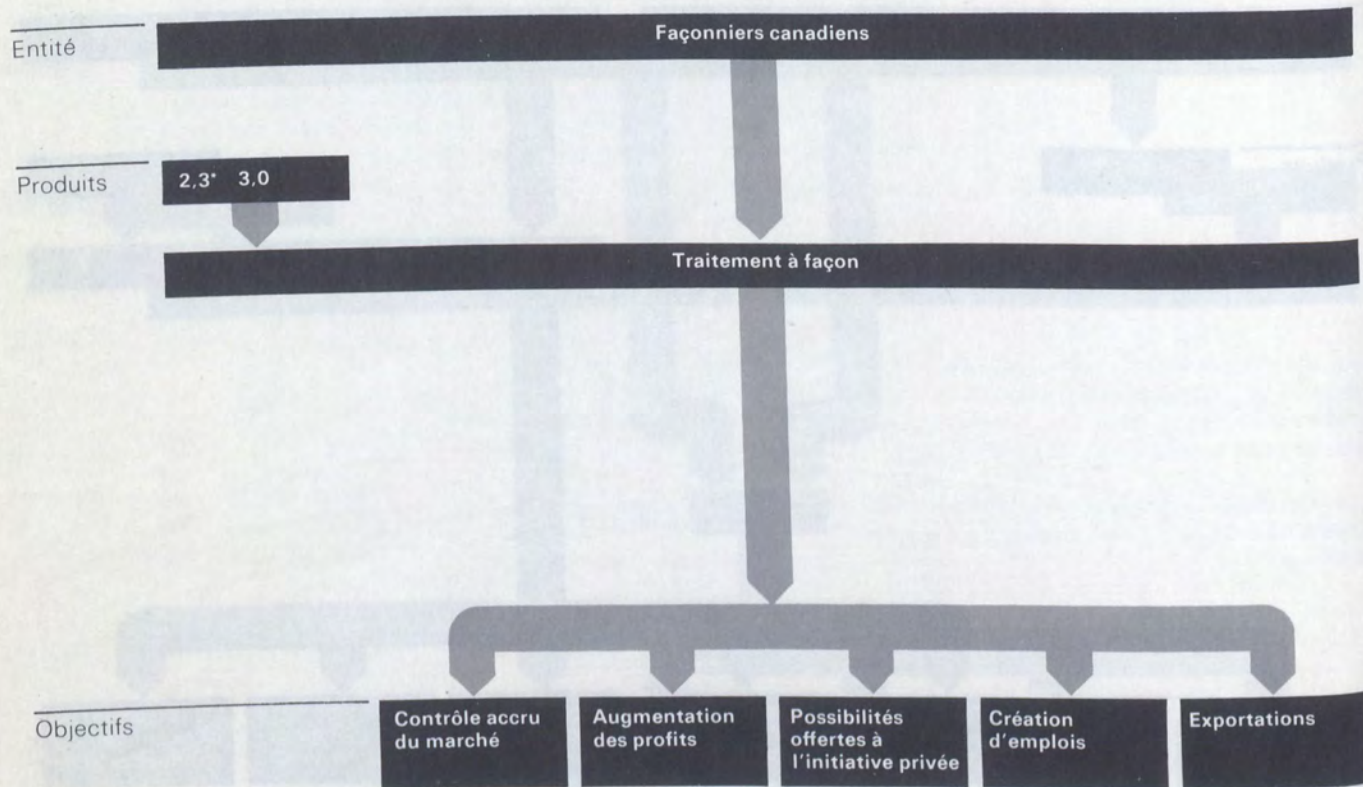 Entité
Façonniers canadiens
Produits
2,3* 3,0
Traitement à façon
Objectifs
Contrôle accru
du marché
Augmentation
des profits
Possibilités
offertes à
l'initiative privée
Création
d'emplois
Exportations